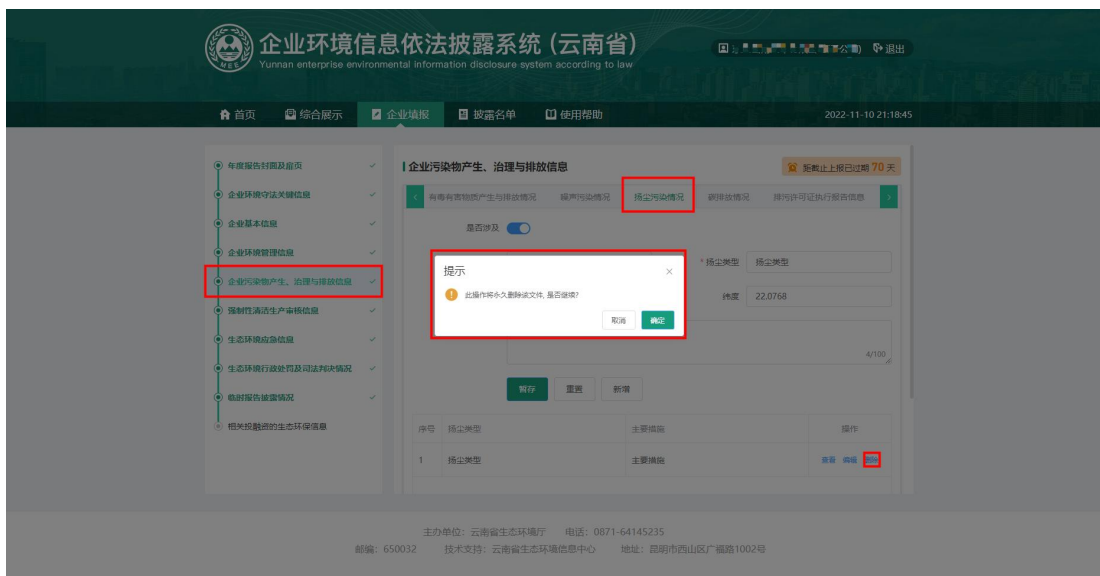 企业环境信息依法披露系统 (云南省)
Yunnan enterprise environmental information disclosure system according to law
MEE
退出
首页 综合展示 企业填报 披露名单 使用帮助 2022-11-10 21:18:45
年度报告封面及扉页
企业环境守法关键信息
企业基本信息
企业环境管理信息
企业污染物产生、治理与排放信息
强制性清洁生产审核信息
生态环境应急信息
生态环境行政处罚及司法判决情况
临时报告披露情况
相关投融资的生态环保信息
企业污染物产生、治理与排放信息 距截止上报已过期 70 天
有毒有害物质产生与排放情况 噪声污染情况 扬尘污染情况 碳排放情况 排污许可证执行报告信息
是否涉及
* 扬尘类型 扬尘类型
提示
此操作将永久删除该文件, 是否继续?
取消 确定
纬度 22.0768
4/100
暂存 重置 新增
序号 扬尘类型 主要措施 操作
1 扬尘类型 主要措施 查看 编辑 删除
主办单位：云南省生态环境厅 电话：0871-64145235
邮编：650032 技术支持：云南省生态环境信息中心 地址：昆明市西山区广福路1002号